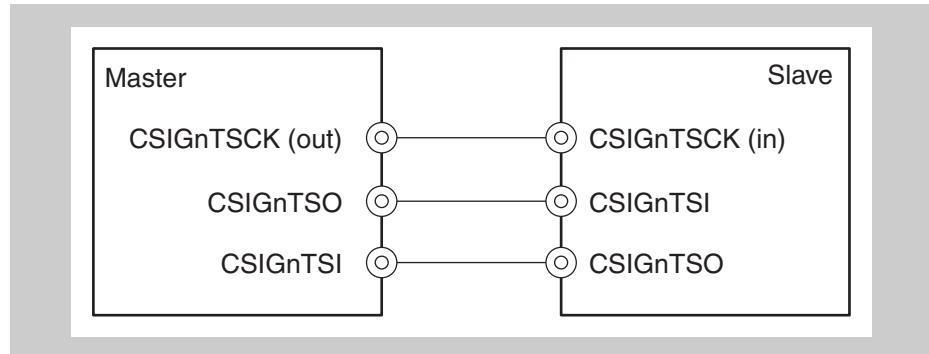 Master
Slave
CSIGnTSCK (out)
CSIGnTSCK (in)
CSIGnTSO
CSIGnTSI
CSIGnTSI
CSIGnTSO